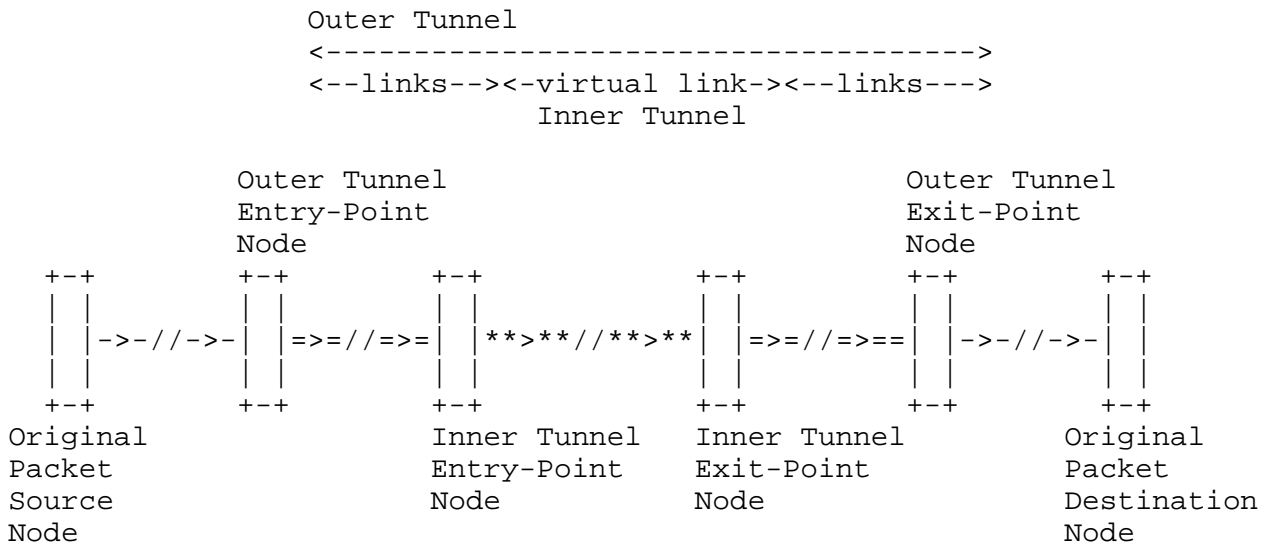 Outer Tunnel
                      <------------------------------------->
                      <--links--><-virtual link-><--links--->
                                   Inner Tunnel

                 Outer Tunnel                          Outer Tunnel
                 Entry-Point                           Exit-Point
                 Node                                  Node
  +-+            +-+          +-+               +-+         +-+          +-+
  | |            | |          | |               | |         | |          | |
  | |->-//->-| |=>=//=>=| |**>**//**>**| |=>=//=>==| |->-//->-| |
  | |            | |          | |               | |         | |          | |
  +-+            +-+          +-+               +-+         +-+          +-+
Original                    Inner Tunnel   Inner Tunnel         Original
Packet                      Entry-Point    Exit-Point           Packet
Source                      Node           Node                 Destination
Node                                                            Node